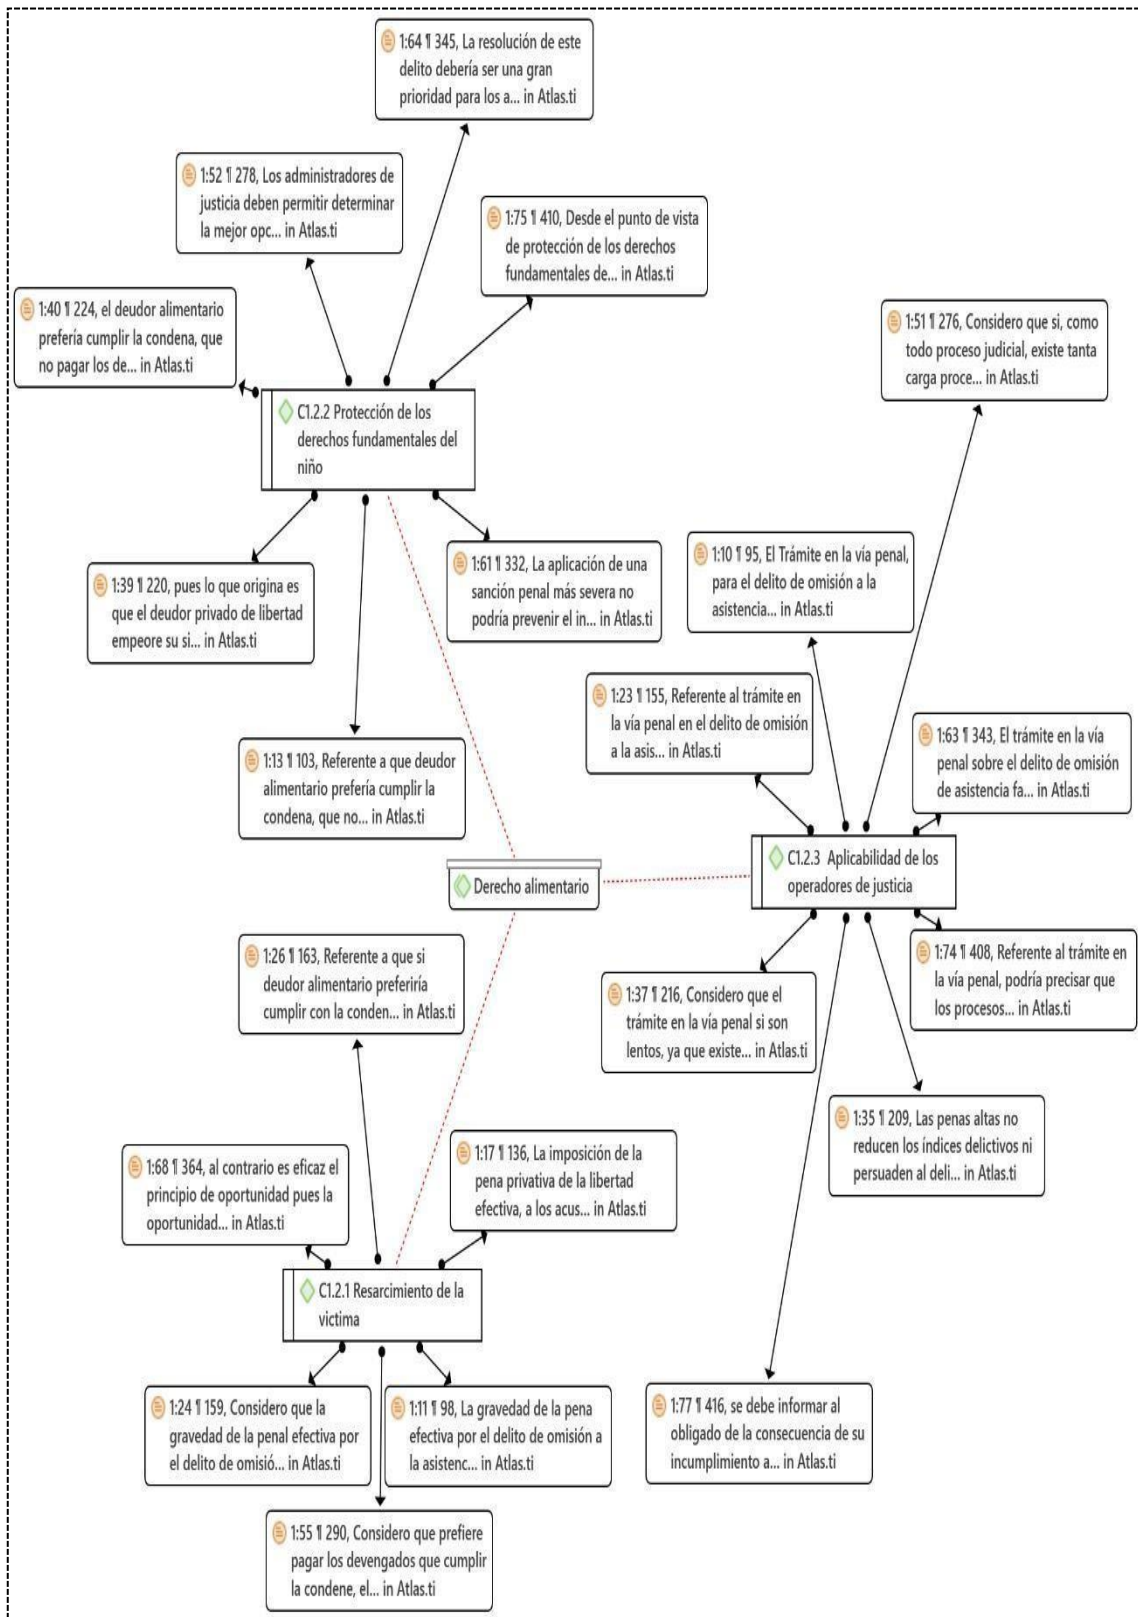 1:64 ¶ 345, La resolución de este
delito debería ser una gran
prioridad para los a... in Atlas.ti
1:52 ¶ 278, Los administradores de
justicia deben permitir determinar
la mejor opc... in Atlas.ti
1:75 ¶ 410, Desde el punto de vista
de protección de los derechos
fundamentales de... in Atlas.ti
1:40 ¶ 224, el deudor alimentario
prefería cumplir la condena, que
no pagar los de... in Atlas.ti
1:51 ¶ 276, Considero que si, como
todo proceso judicial, existe tanta
carga proce... in Atlas.ti
C1.2.2 Protección de los
derechos fundamentales del
niño
1:39 ¶ 220, pues lo que origina es
que el deudor privado de libertad
empeore su si... in Atlas.ti
1:61 ¶ 332, La aplicación de una
sanción penal más severa no
podría prevenir el in... in Atlas.ti
1:10 ¶ 95, El Trámite en la vía penal,
para el delito de omisión a la
asistencia... in Atlas.ti
1:23 ¶ 155, Referente al trámite en
la vía penal en el delito de omisión
a la asis... in Atlas.ti
1:13 ¶ 103, Referente a que deudor
alimentario prefería cumplir la
condena, que no... in Atlas.ti
1:63 ¶ 343, El trámite en la vía
penal sobre el delito de omisión
de asistencia fa... in Atlas.ti
C1.2.3 Aplicabilidad de los
operadores de justicia
Derecho alimentario
1:26 ¶ 163, Referente a que si
deudor alimentario preferiría
cumplir con la conden... in Atlas.ti
1:74 ¶ 408, Referente al trámite en
la vía penal, podría precisar que
los procesos... in Atlas.ti
1:37 ¶ 216, Considero que el
trámite en la vía penal si son
lentos, ya que existe... in Atlas.ti
1:35 ¶ 209, Las penas altas no
reducen los índices delictivos ni
persuaden al deli... in Atlas.ti
1:68 ¶ 364, al contrario es eficaz el
principio de oportunidad pues la
oportunidad... in Atlas.ti
1:17 ¶ 136, La imposición de la
pena privativa de la libertad
efectiva, a los acus... in Atlas.ti
C1.2.1 Resarcimiento de la
victima
1:24 ¶ 159, Considero que la
gravedad de la penal efectiva por
el delito de omisió... in Atlas.ti
1:11 ¶ 98, La gravedad de la pena
efectiva por el delito de omisión a
la asistenc... in Atlas.ti
1:77 ¶ 416, se debe informar al
obligado de la consecuencia de su
incumplimiento a... in Atlas.ti
1:55 ¶ 290, Considero que prefiere
pagar los devengados que cumplir
la condene, el... in Atlas.ti